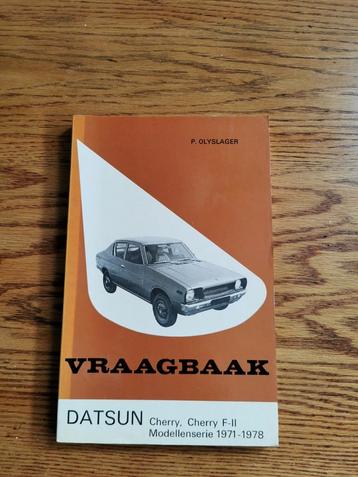 P. OLYSLAGER
VRAAGBAAK
DATSUN Cherry, Cherry F-II
Modellenserie 1971-1978